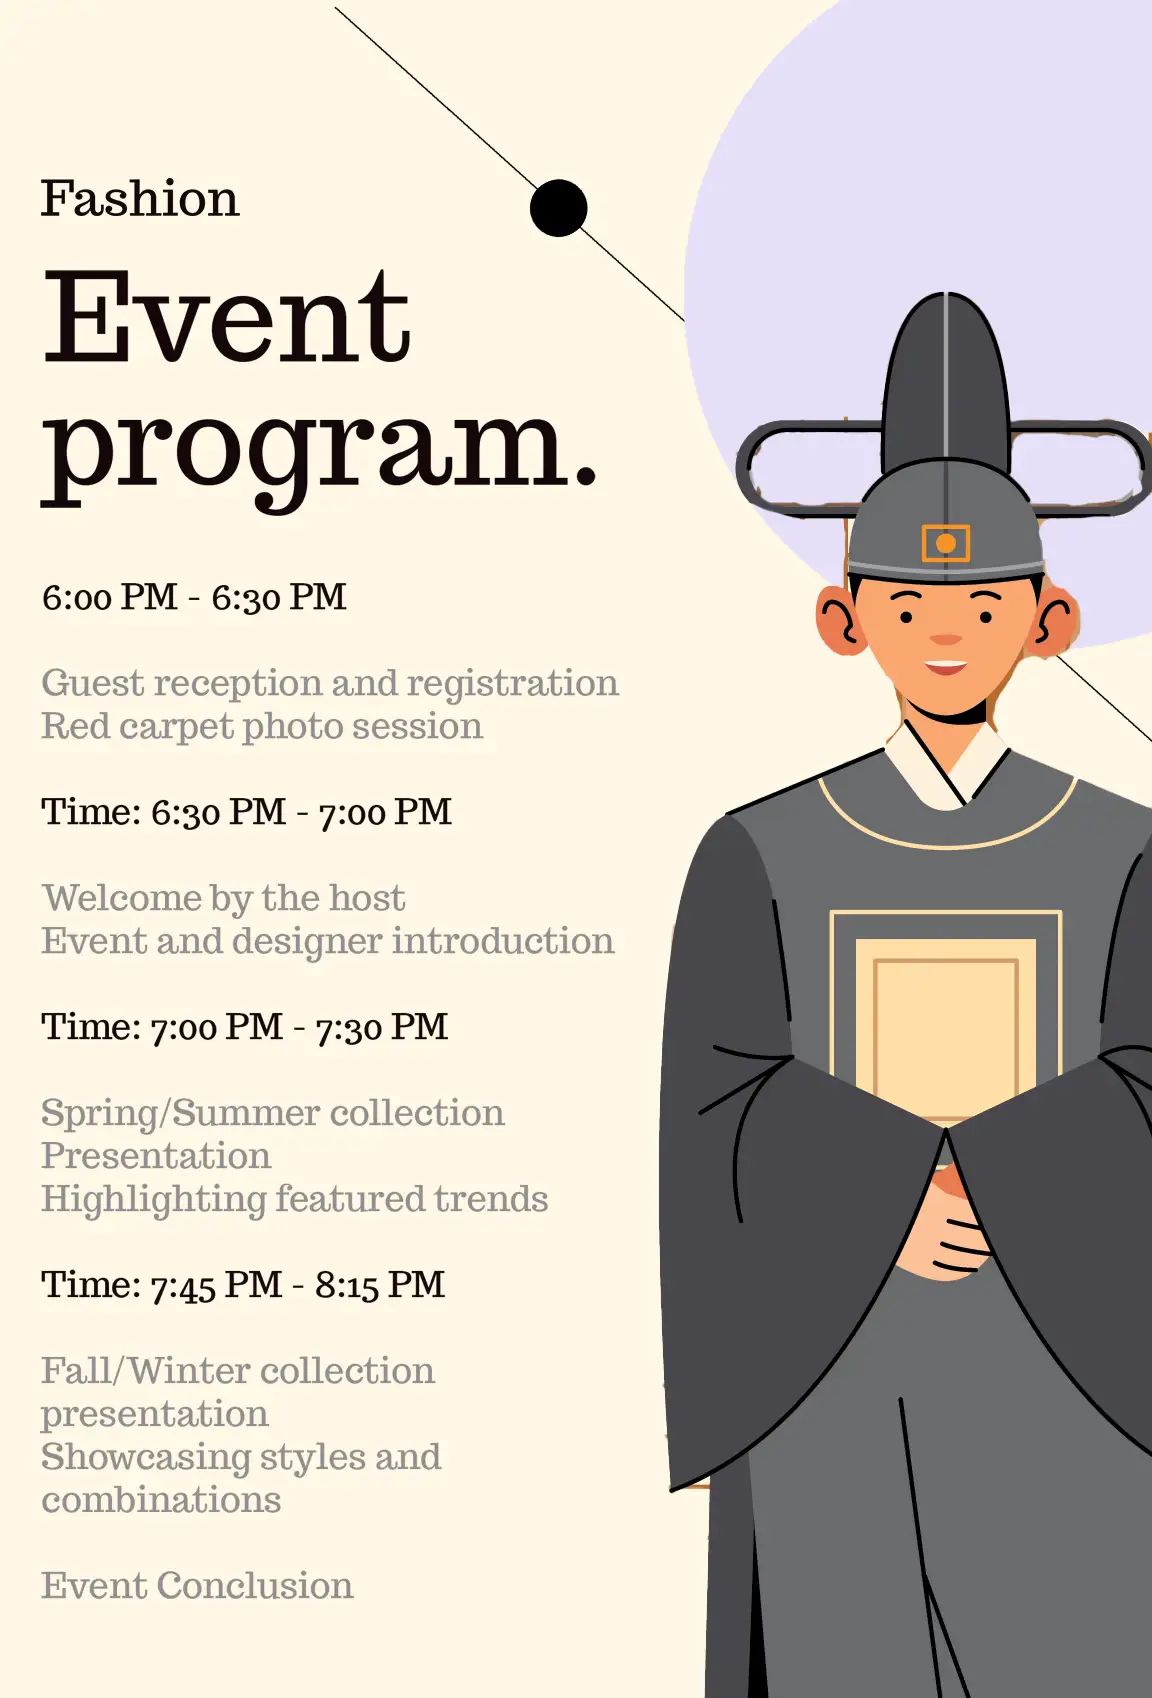 Fashion
Event
program.
6:00 PM - 6:30 PM
Guest reception and registration
Red carpet photo session
Time: 6:30 PM - 7:00 PM
Welcome by the host
Event and designer introduction
Time: 7:00 PM - 7:30 PM
Spring/Summer collection
Presentation
Highlighting featured trends
Time: 7:45 PM - 8:15 PM
Fall/Winter collection
presentation
Showcasing styles and
combinations
Event Conclusion